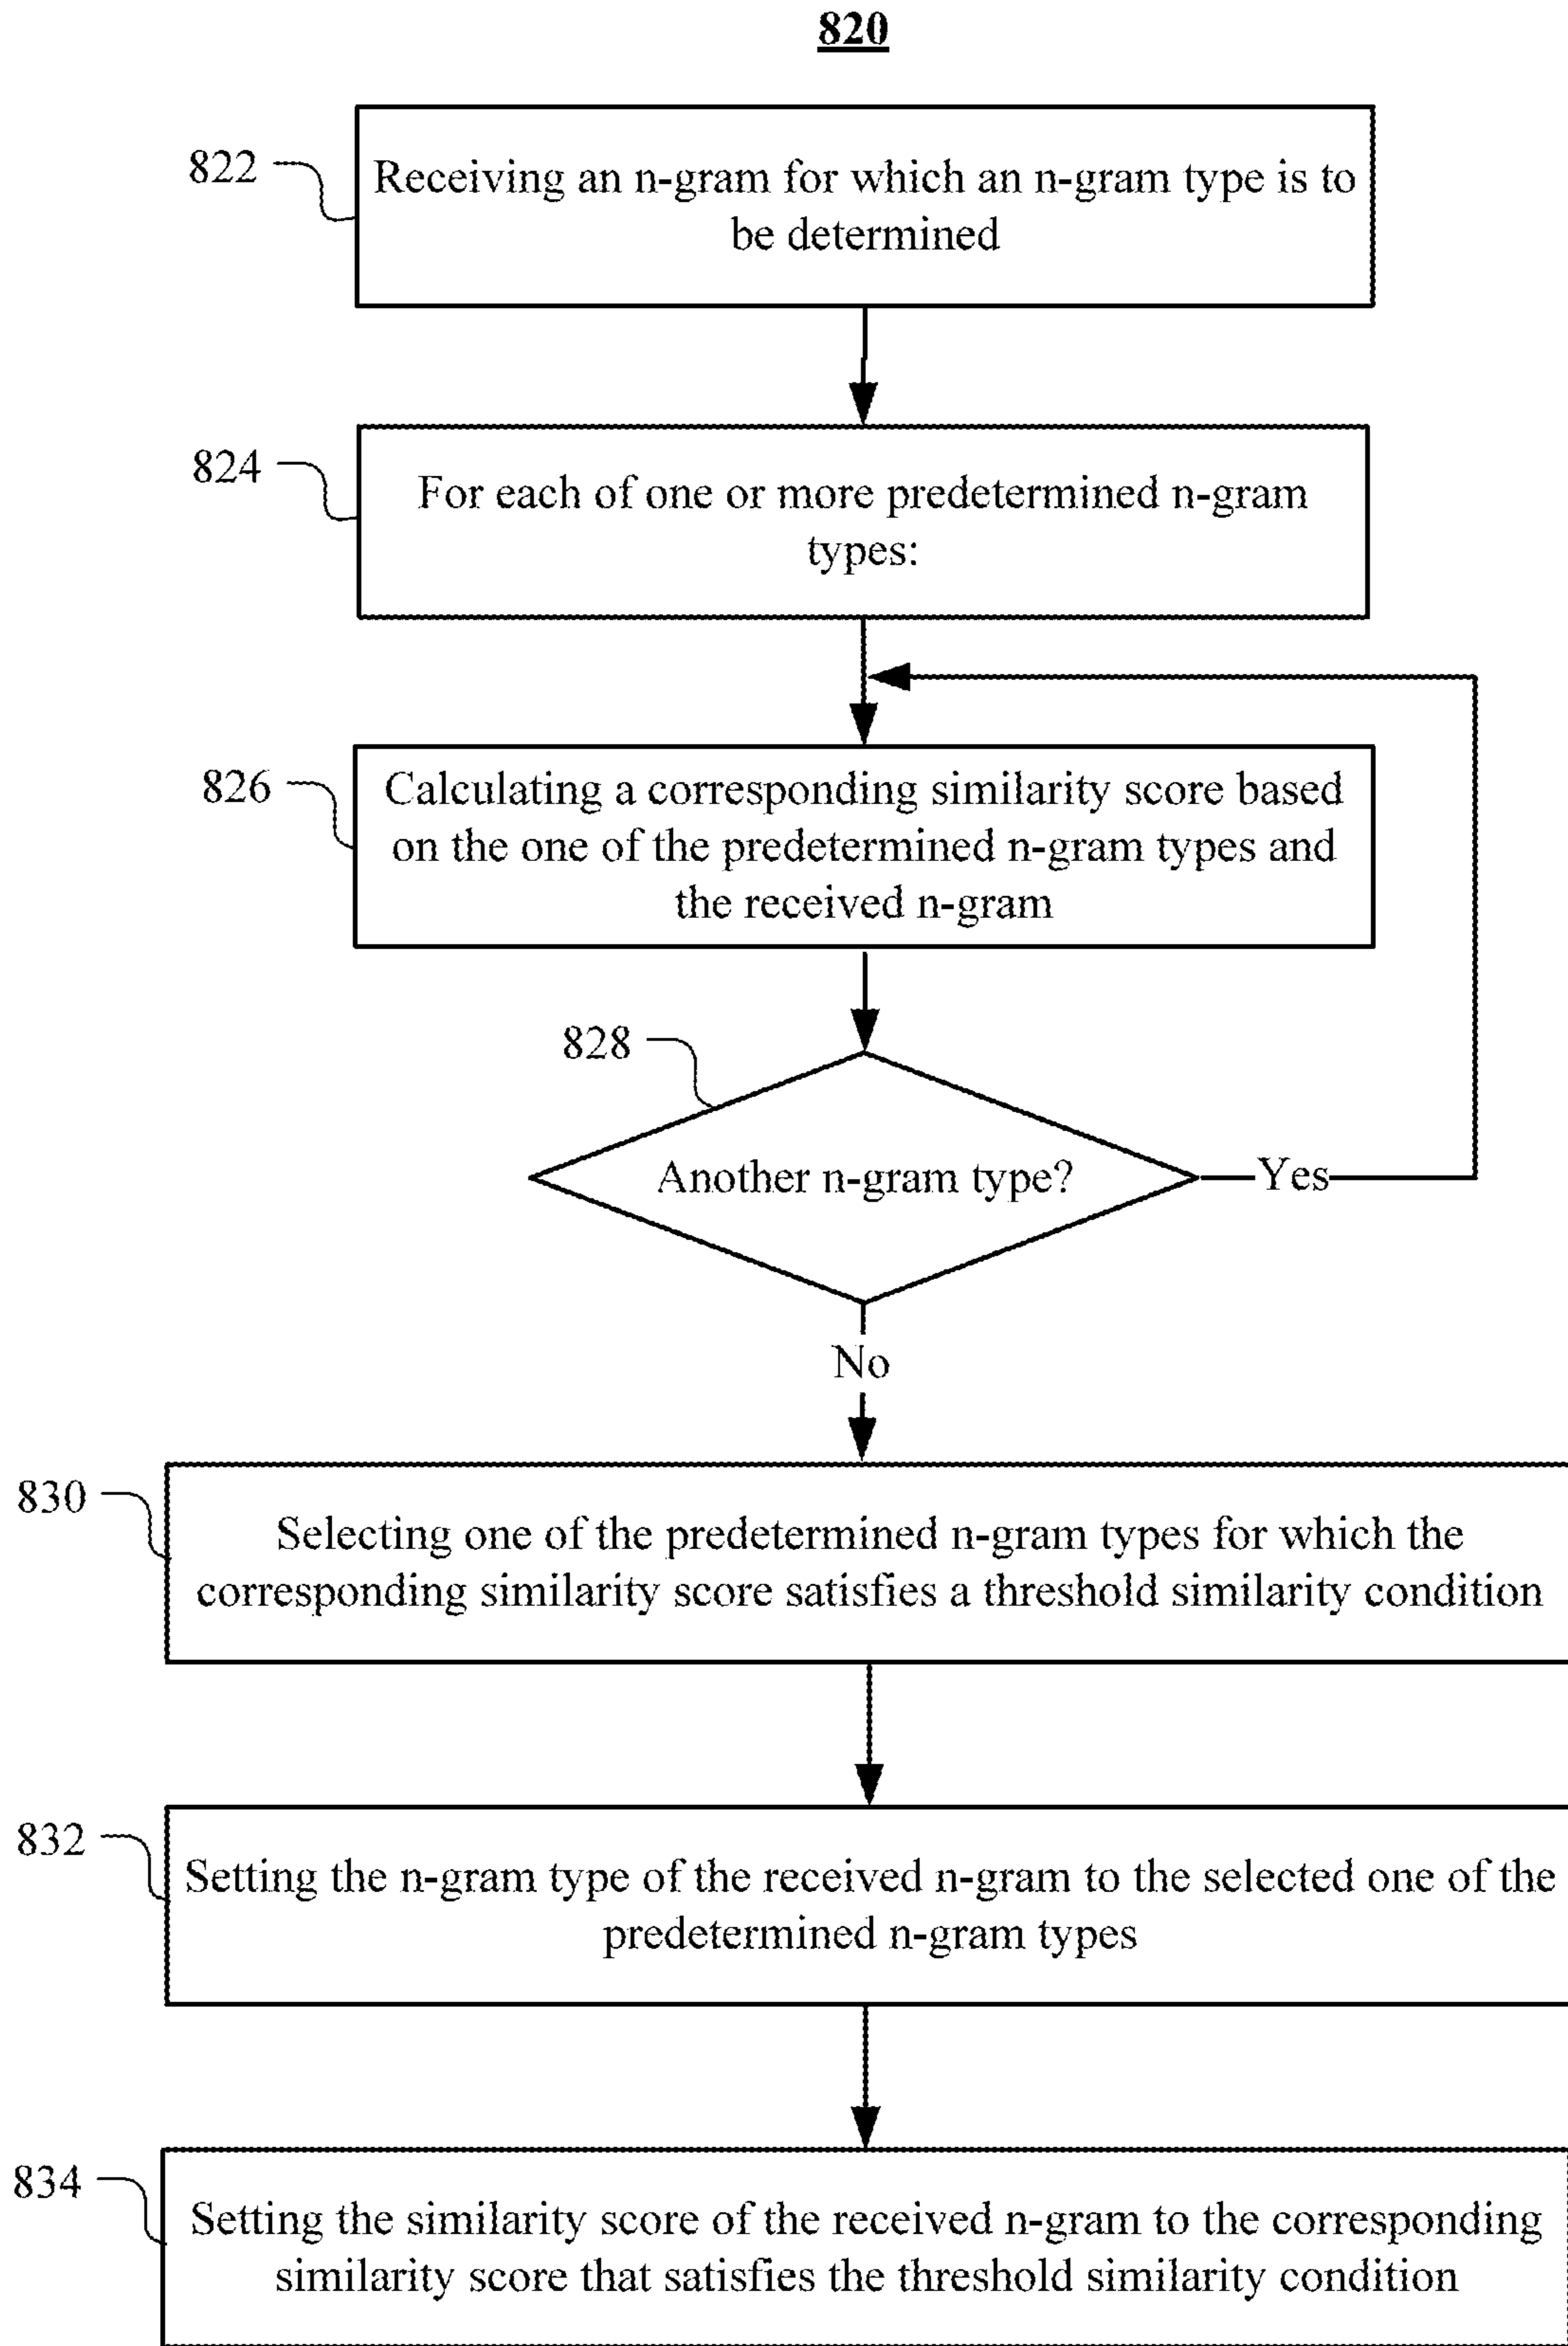 820
822
Receiving an n-gram for which an n-gram type is to
be determined
824
For each of one or more predetermined n-gram
types:
826
Calculating a corresponding similarity score based
on the one of the predetermined n-gram types and
the received n-gram
828
Another n-gram type?
Yes
No
830
Selecting one of the predetermined n-gram types for which the
corresponding similarity score satisfies a threshold similarity condition
832
Setting the n-gram type of the received n-gram to the selected one of the
predetermined n-gram types
834
Setting the similarity score of the received n-gram to the corresponding
similarity score that satisfies the threshold similarity condition